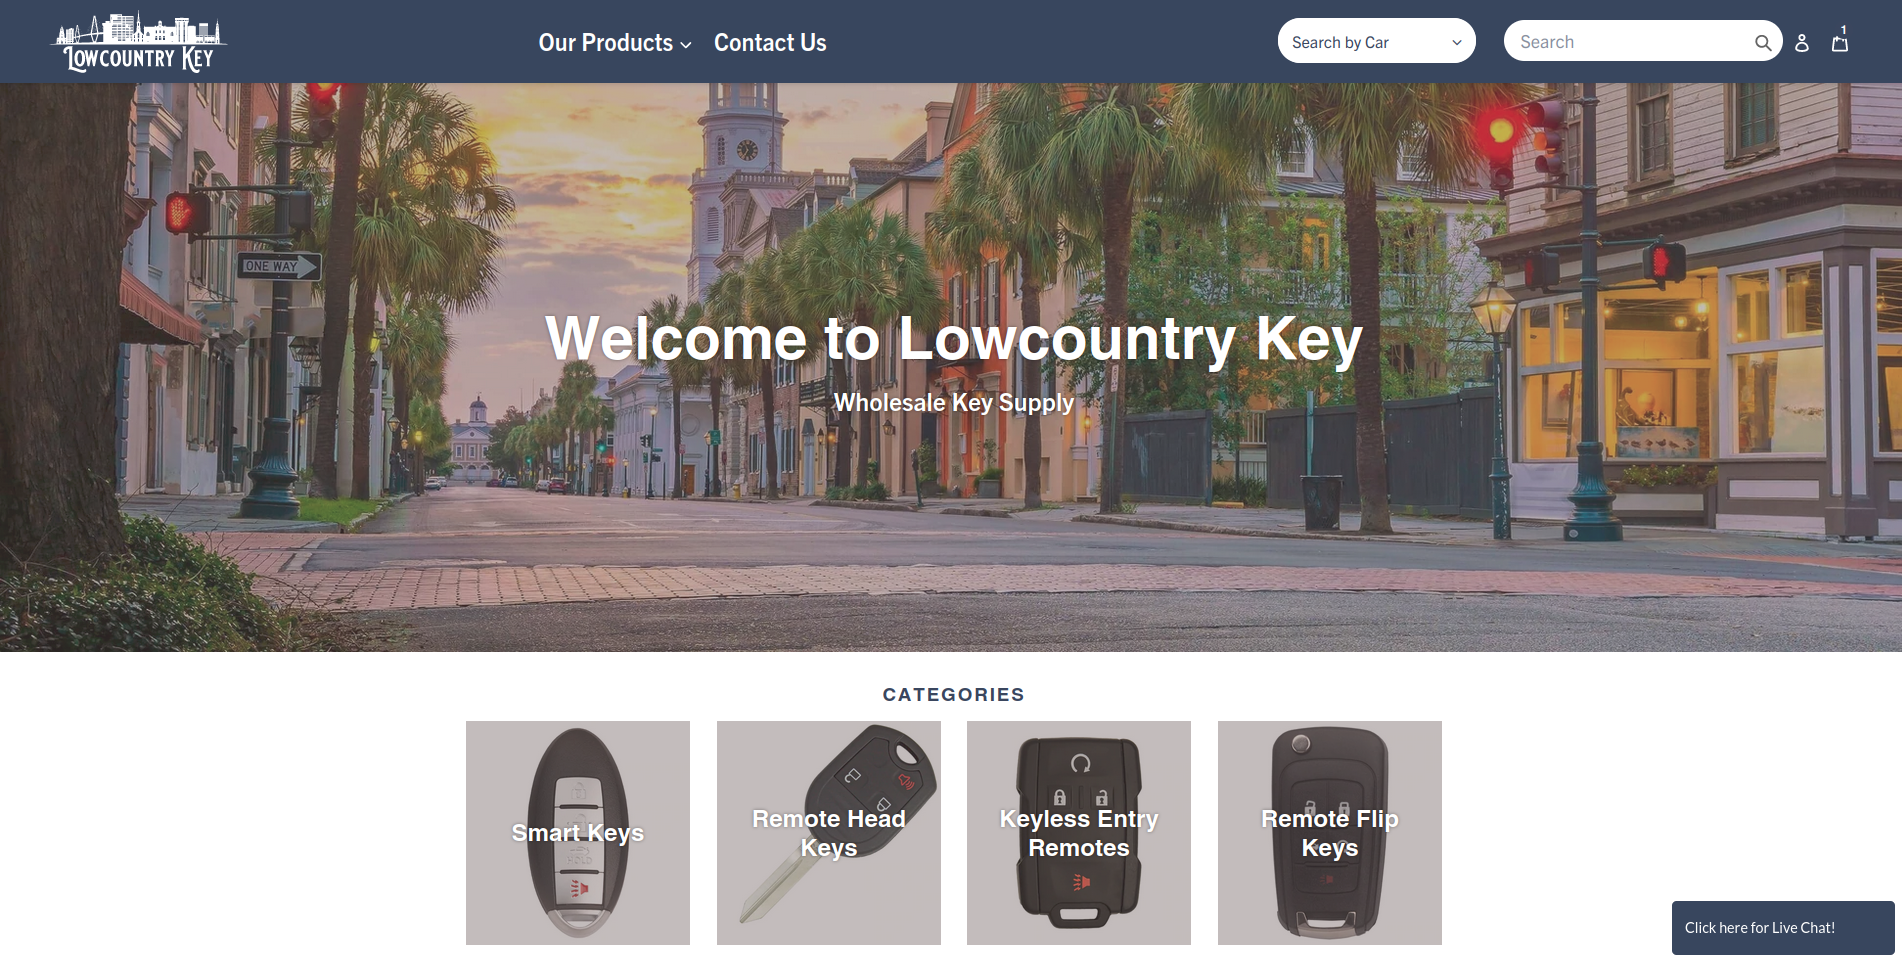 LOWCOUNTRY KEY
Our Products
Contact Us
Search by Car
Search
1
ONE WAY
Welcome to Lowcountry Key
Wholesale Key Supply
CATEGORIES
Smart Keys
HOLD
Remote Head
Keys
Keyless Entry
Remotes
Remote Flip
Keys
Click here for Live Chat!